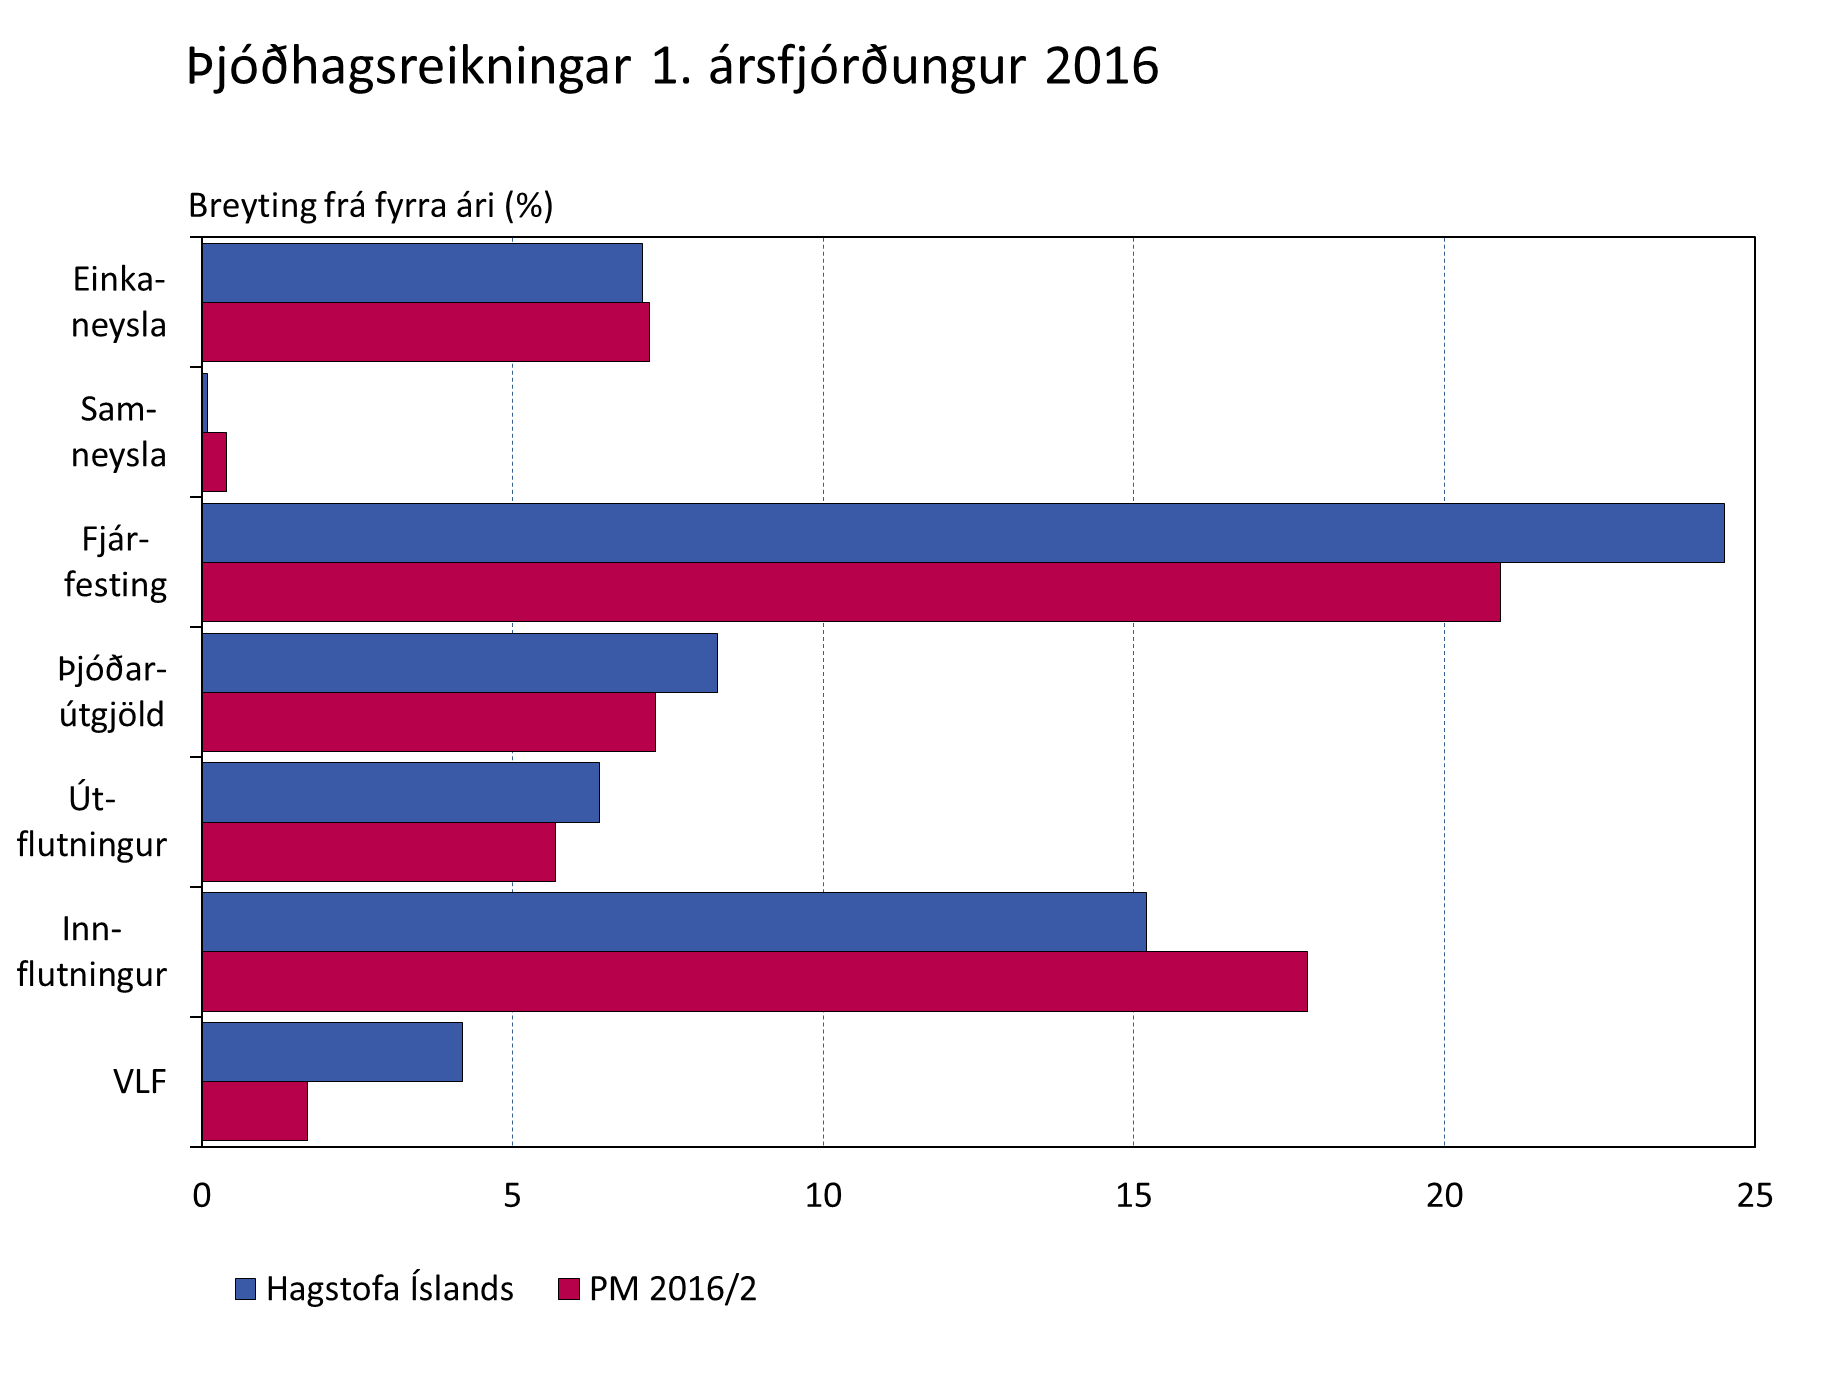 Þjóðhagsreikningar 1. ársfjórðungur 2016
Breyting frá fyrra ári (%)
Einka-
neysla
Sam-
neysla
Fjár-
festing
Þjóðar-
útgjöld
Út-
flutningur
Inn-
flutningur
VLF
0 5 10 15 20 25
Hagstofa Íslands PM 2016/2